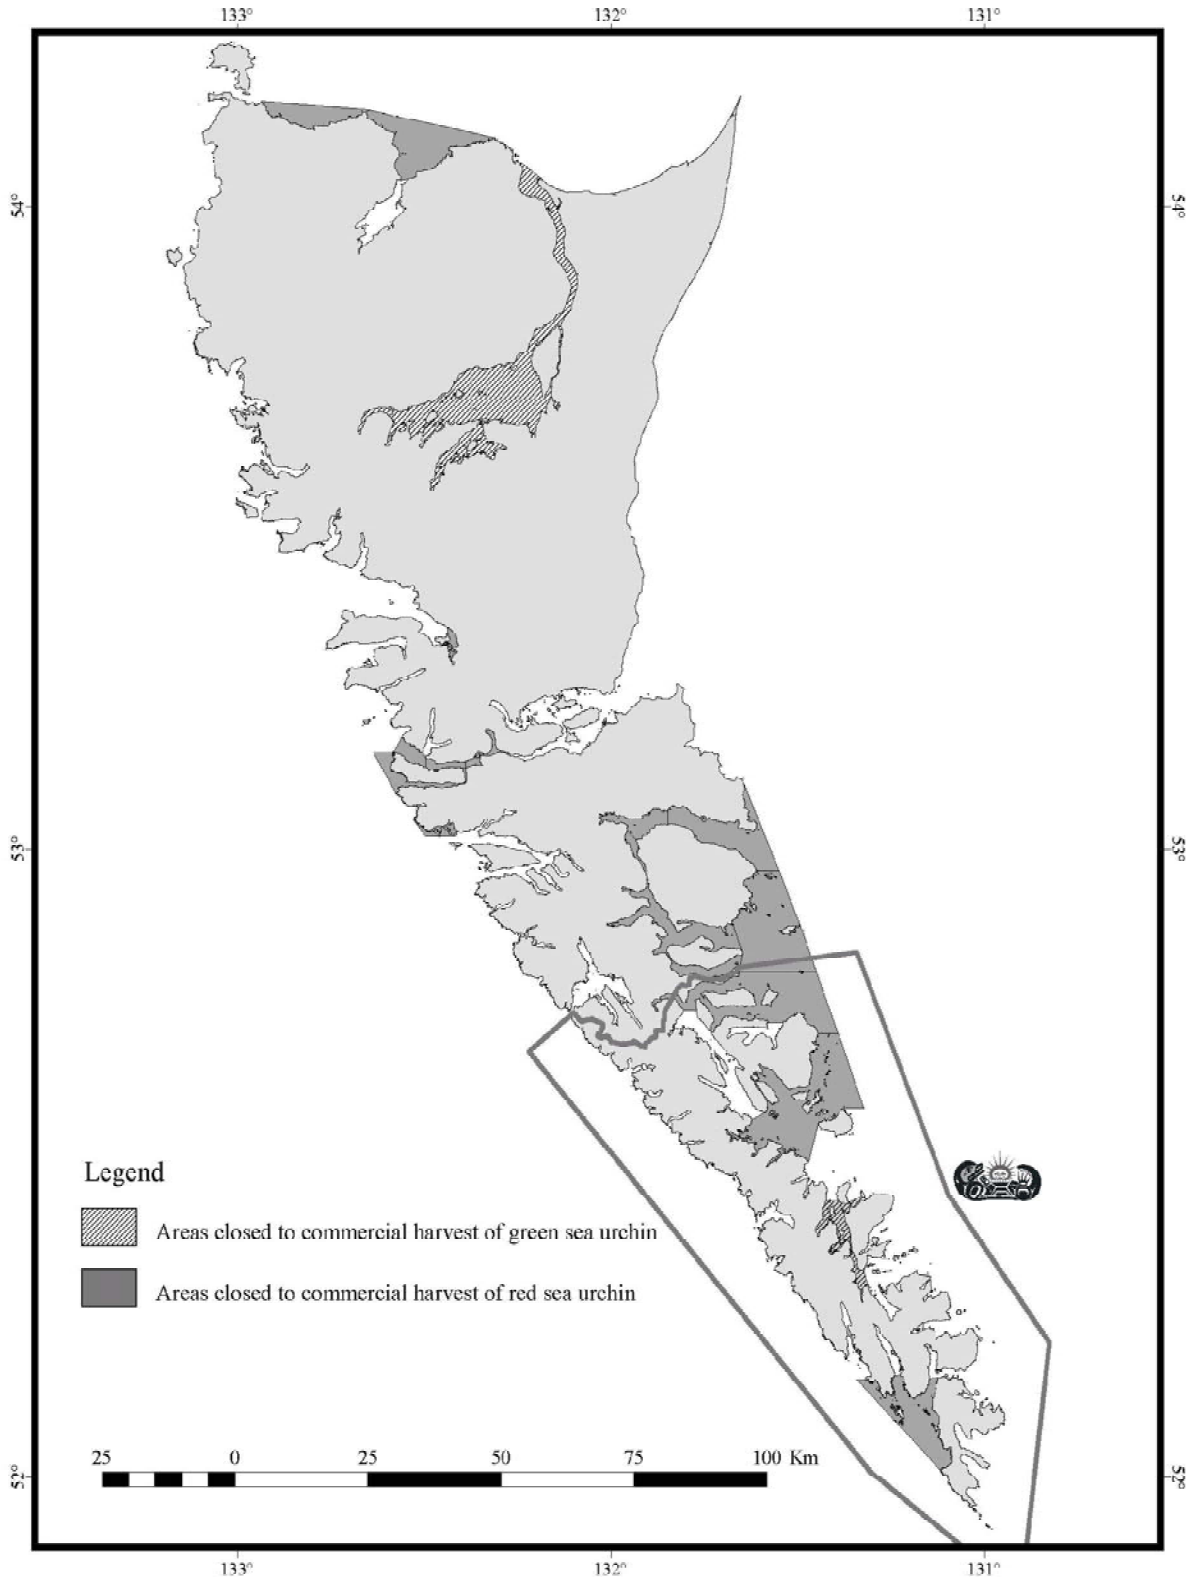 133° 132° 131°
54° 54°
53° 53°
Legend
Areas closed to commercial harvest of green sea urchin
Areas closed to commercial harvest of red sea urchin
25 0 25 50 75 100 Km
52° 52°
133° 132° 131°